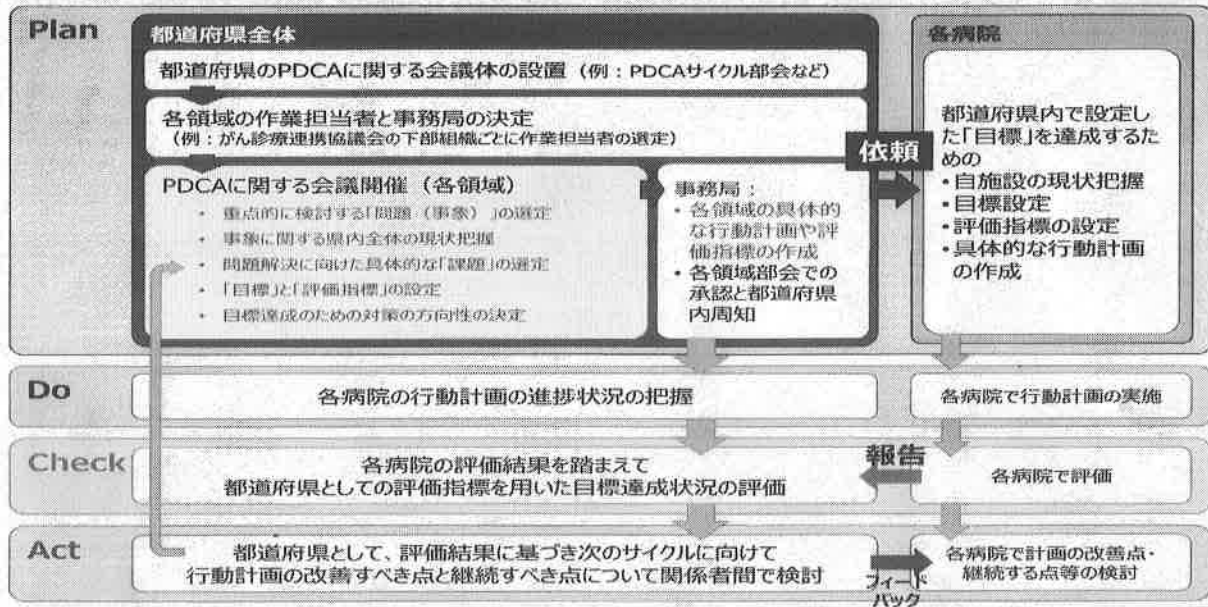 Plan
都道府県全体
都道府県のPDCAに関する会議体の設置（例：PDCAサイクル部会など）
各領域の作業担当者と事務局の決定
（例：がん診療連携協議会の下部組織ごとに作業担当者の選定）
PDCAに関する会議開催（各領域）
・ 重点的に検討する「問題（事象）」の選定
・ 事象に関する県内全体の現状把握
・ 問題解決に向けた具体的な「課題」の選定
・ 「目標」と「評価指標」の設定
・ 目標達成のための対策の方向性の決定
事務局：
・各領域の具体的
な行動計画や評
価指標の作成
・各領域部会での
承認と都道府県
内周知
依頼
各病院
都道府県内で設定し
た「目標」を達成するた
めの
・自施設の現状把握
・目標設定
・評価指標の設定
・具体的な行動計画
の作成
Do
各病院の行動計画の進捗状況の把握
各病院で行動計画の実施
Check
各病院の評価結果を踏まえて
都道府県としての評価指標を用いた目標達成状況の評価
報告
各病院で評価
Act
都道府県として、評価結果に基づき次のサイクルに向けて
行動計画の改善すべき点と継続すべき点について関係者間で検討
フィード
バック
各病院で計画の改善点・
継続する点等の検討